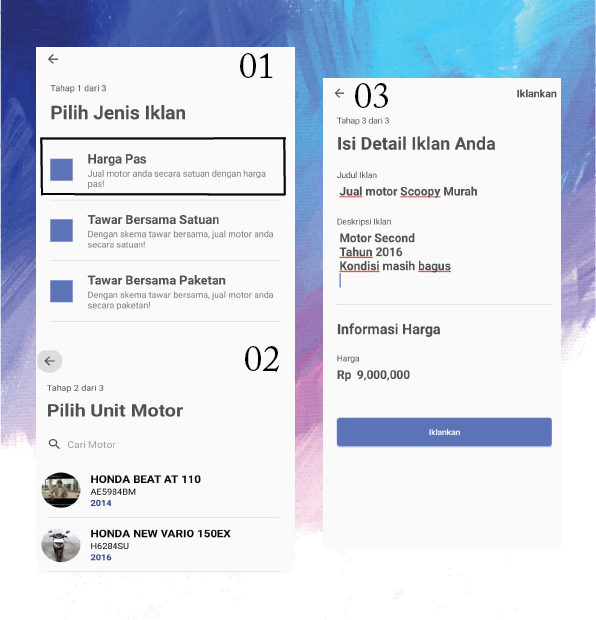 01
Tahap 1 dari 3
Pilih Jenis Iklan
Harga Pas
Jual motor anda secara satuan dengan harga
pas!
Tawar Bersama Satuan
Dengan skema tawar bersama, jual motor anda
secara satuan!
Tawar Bersama Paketan
Dengan skema tawar bersama, jual motor anda
secara paketan!
02
Tahap 2 dari 3
Pilih Unit Motor
Cari Motor
HONDA BEAT AT 110
AE5984BM
2014
HONDA NEW VARIO 150EX
H6284SU
2016
03
Iklankan
Tahap 3 dari 3
Isi Detail Iklan Anda
Judul Iklan
Jual motor Scoopy Murah
Deskripsi Iklan
Motor Second
Tahun 2016
Kondisi masih bagus
Informasi Harga
Harga
Rp 9,000,000
Iklankan